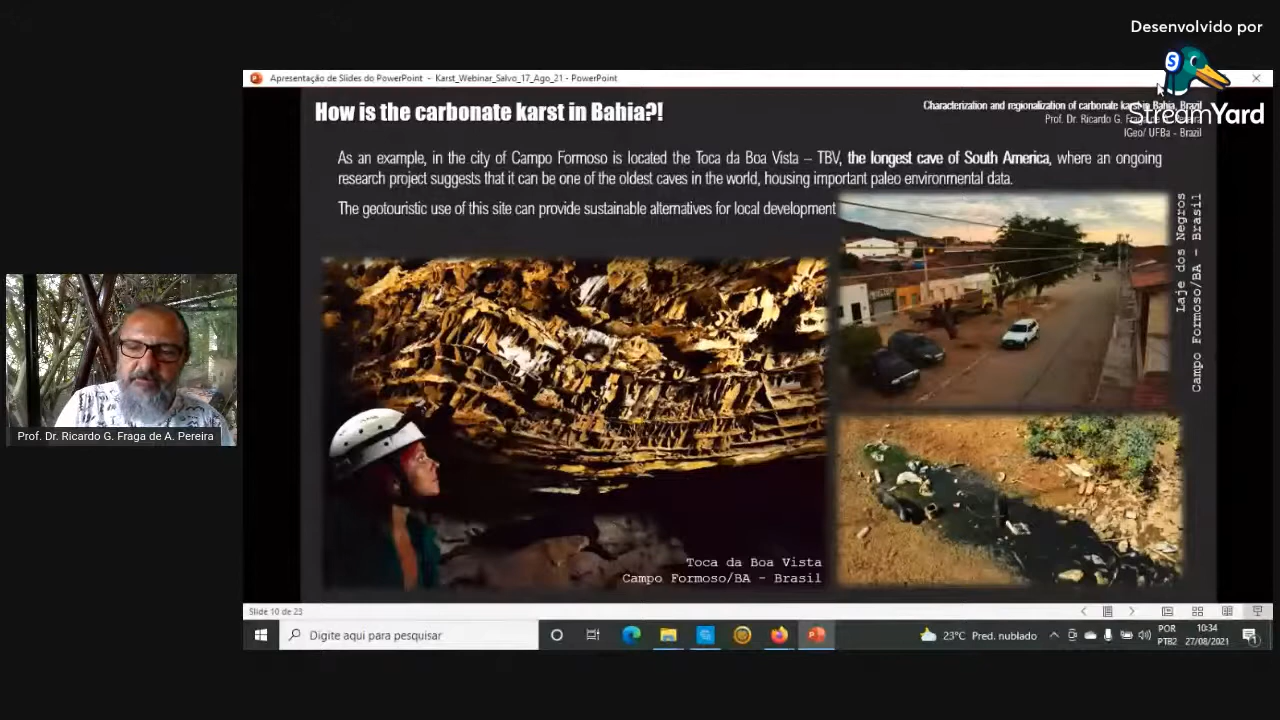 Desenvolvido por
StreamYard
Apresentação de Slides do PowerPoint - Karst_Webinar_Salvo_17_Ago_21 - PowerPoint
How is the carbonate karst in Bahia?!
Characterization and regionalization of carbonate karst in Bahia, Brazil
Prof. Dr. Ricardo G. Fraga de A. Pereira
IGeo/ UFBa - Brazil
As an example, in the city of Campo Formoso is located the Toca da Boa Vista – TBV, the longest cave of South America, where an ongoing
research project suggests that it can be one of the oldest caves in the world, housing important paleo environmental data.
The geotouristic use of this site can provide sustainable alternatives for local development
Laje dos Negros
Campo Formoso/BA - Brasil
Prof. Dr. Ricardo G. Fraga de A. Pereira
Toca da Boa Vista
Campo Formoso/BA - Brasil
Slide 10 de 23
Digite aqui para pesquisar
23°C Pred. nublado
POR
PTB2
10:34
27/08/2021